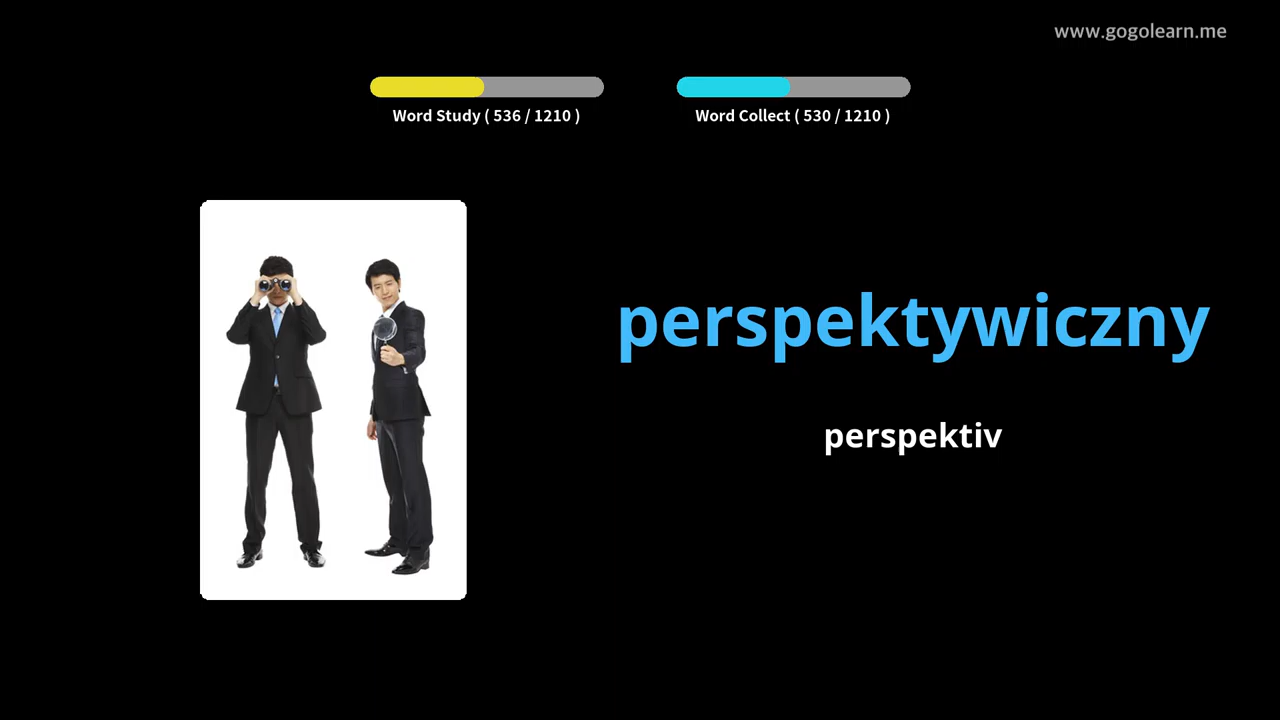 www.gogolearn.me
Word Study ( 536 / 1210 )
Word Collect ( 530 / 1210 )
perspektywiczny
perspektiv